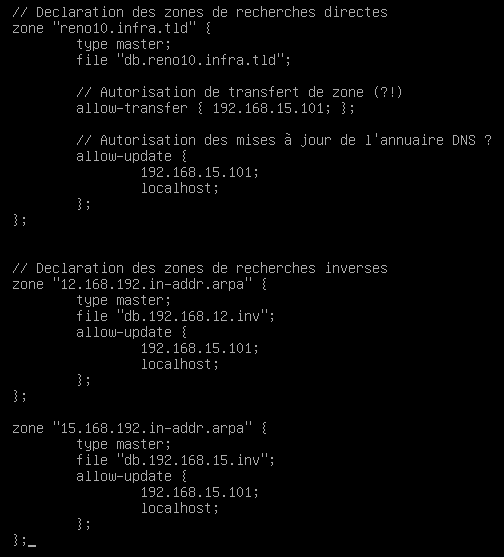 // Declaration des zones de recherches directes
zone "reno10.infra.tld" {
        type master;
        file "db.reno10.infra.tld";

        // Autorisation de transfert de zone (?!)
        allow-transfer { 192.168.15.101; };

        // Autorisation des mises à jour de l'annuaire DNS ?
        allow-update {
                192.168.15.101;
                localhost;
        };
};


// Declaration des zones de recherches inverses
zone "12.168.192.in-addr.arpa" {
        type master;
        file "db.192.168.12.inv";
        allow-update {
                192.168.15.101;
                localhost;
        };
};

zone "15.168.192.in-addr.arpa" {
        type master;
        file "db.192.168.15.inv";
        allow-update {
                192.168.15.101;
                localhost;
        };
};_